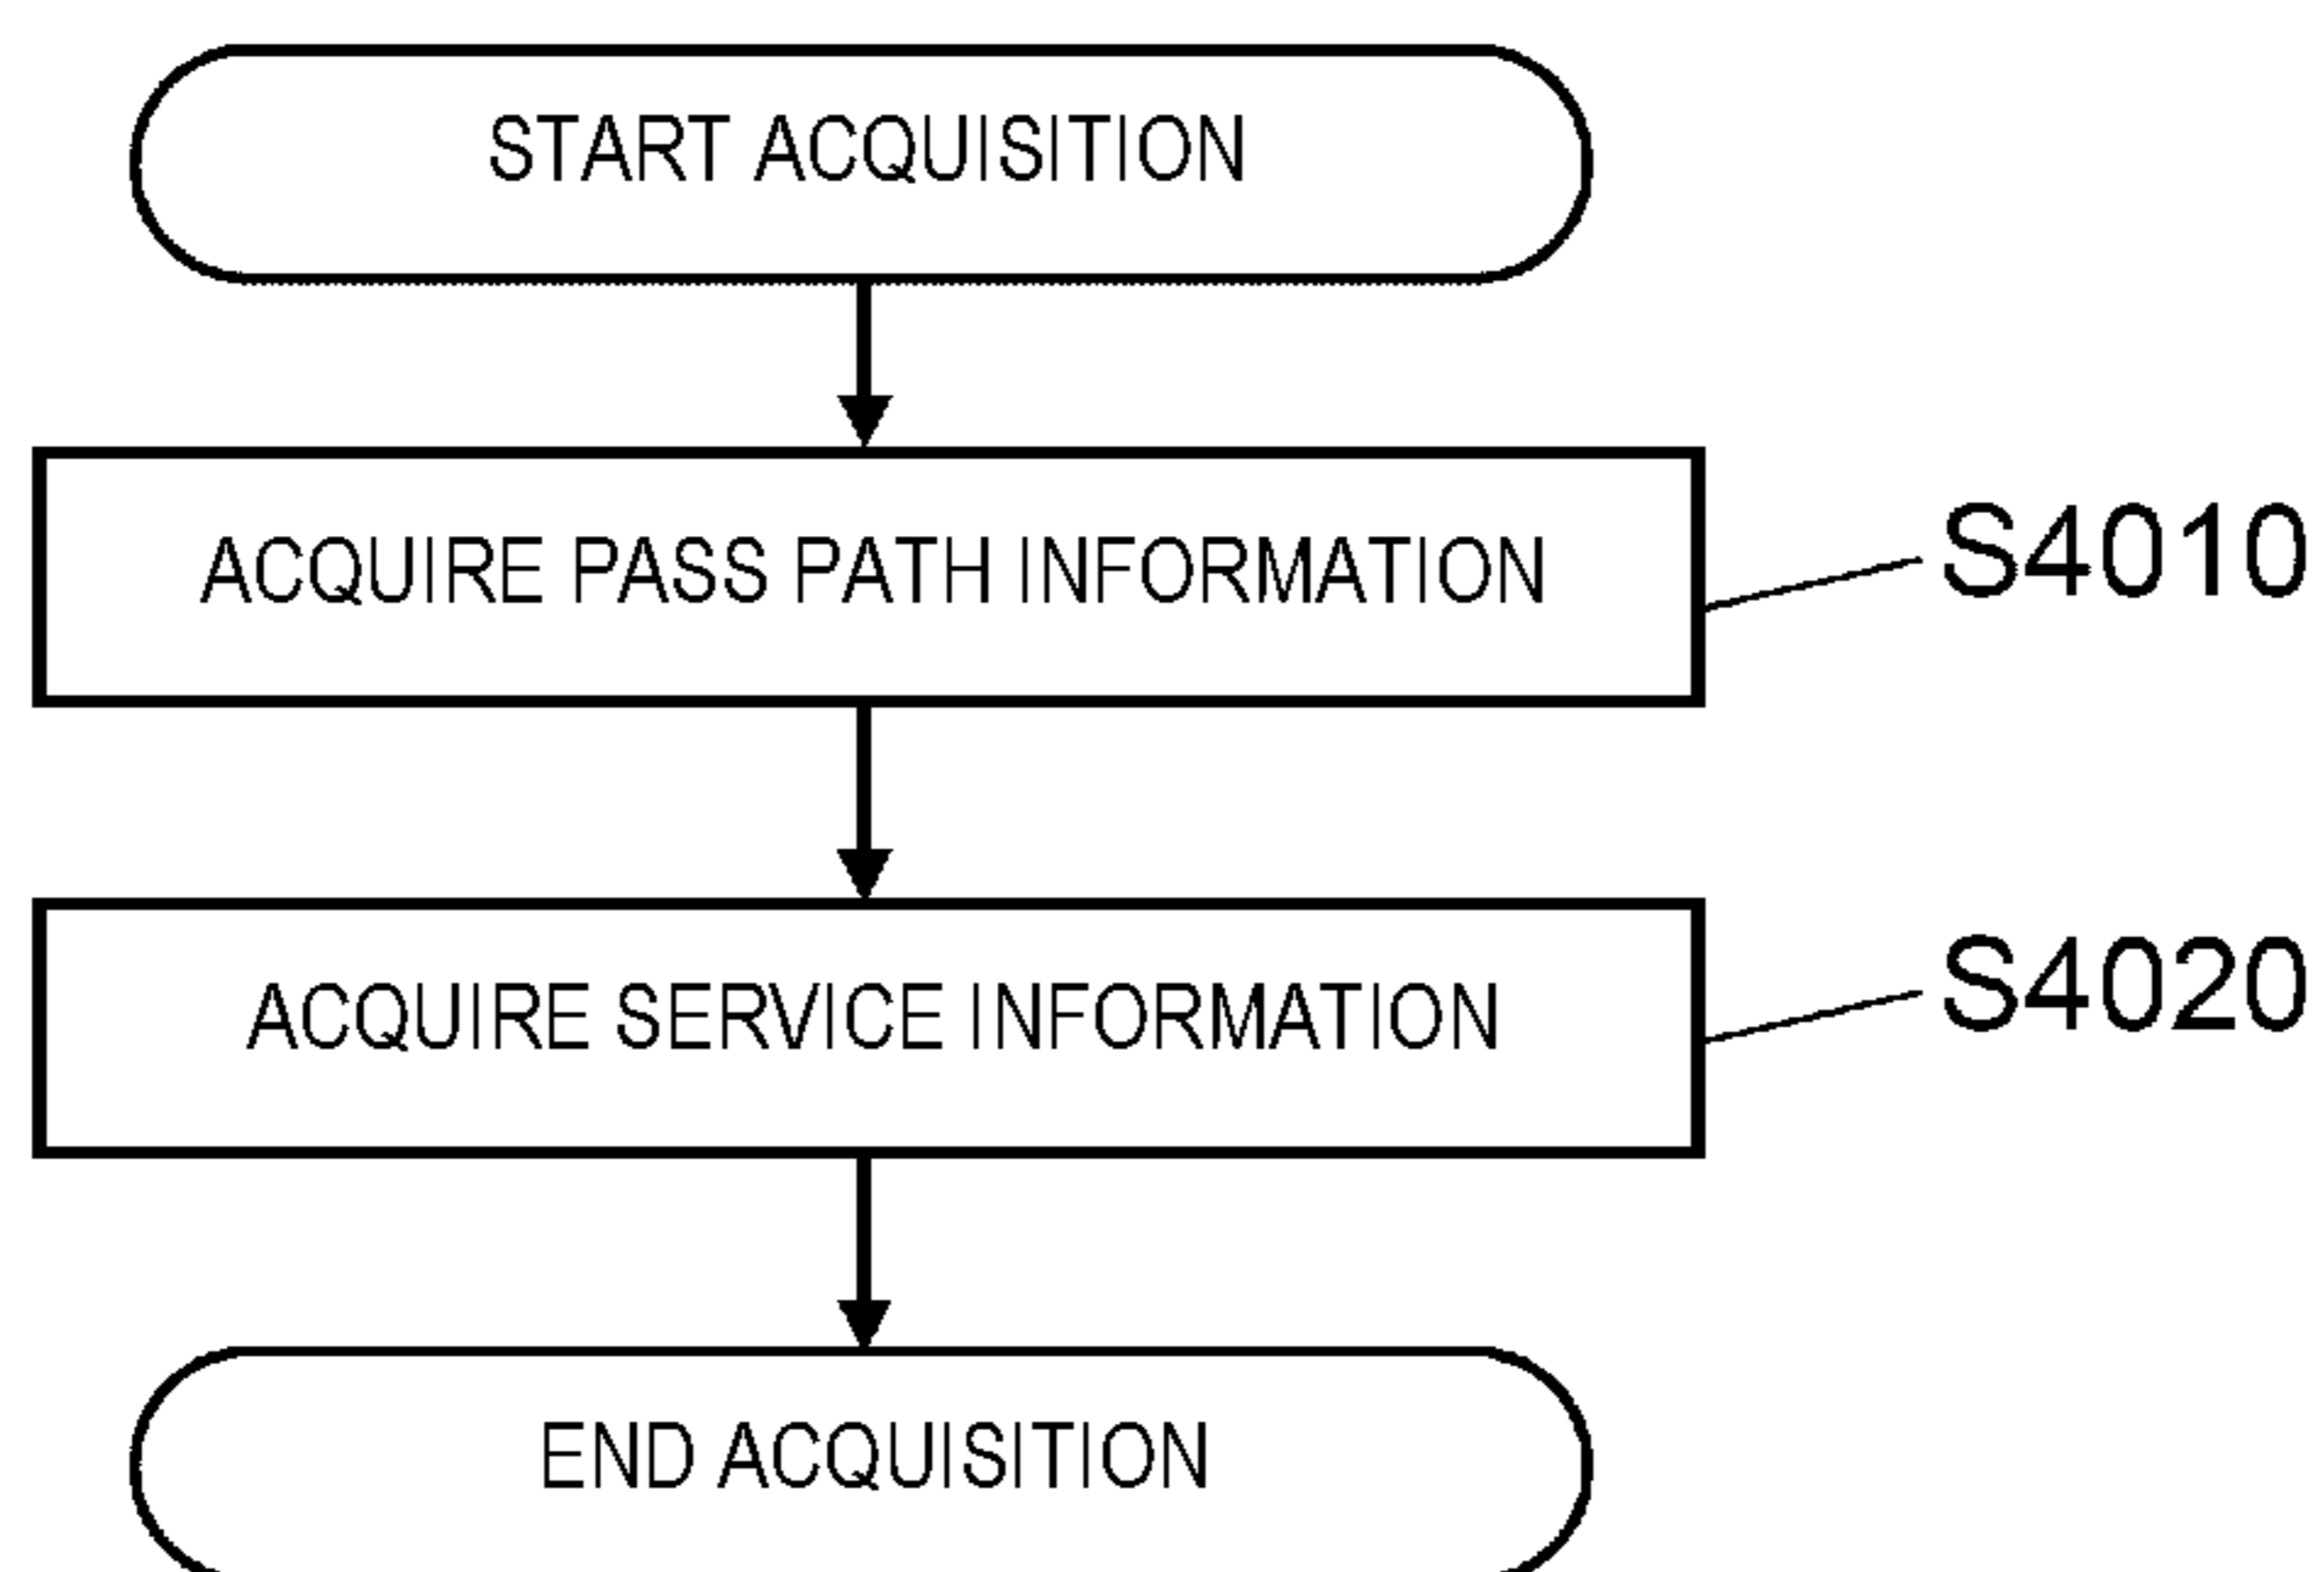 START ACQUISITION
ACQUIRE PASS PATH INFORMATION
S4010
ACQUIRE SERVICE INFORMATION
S4020
END ACQUISITION